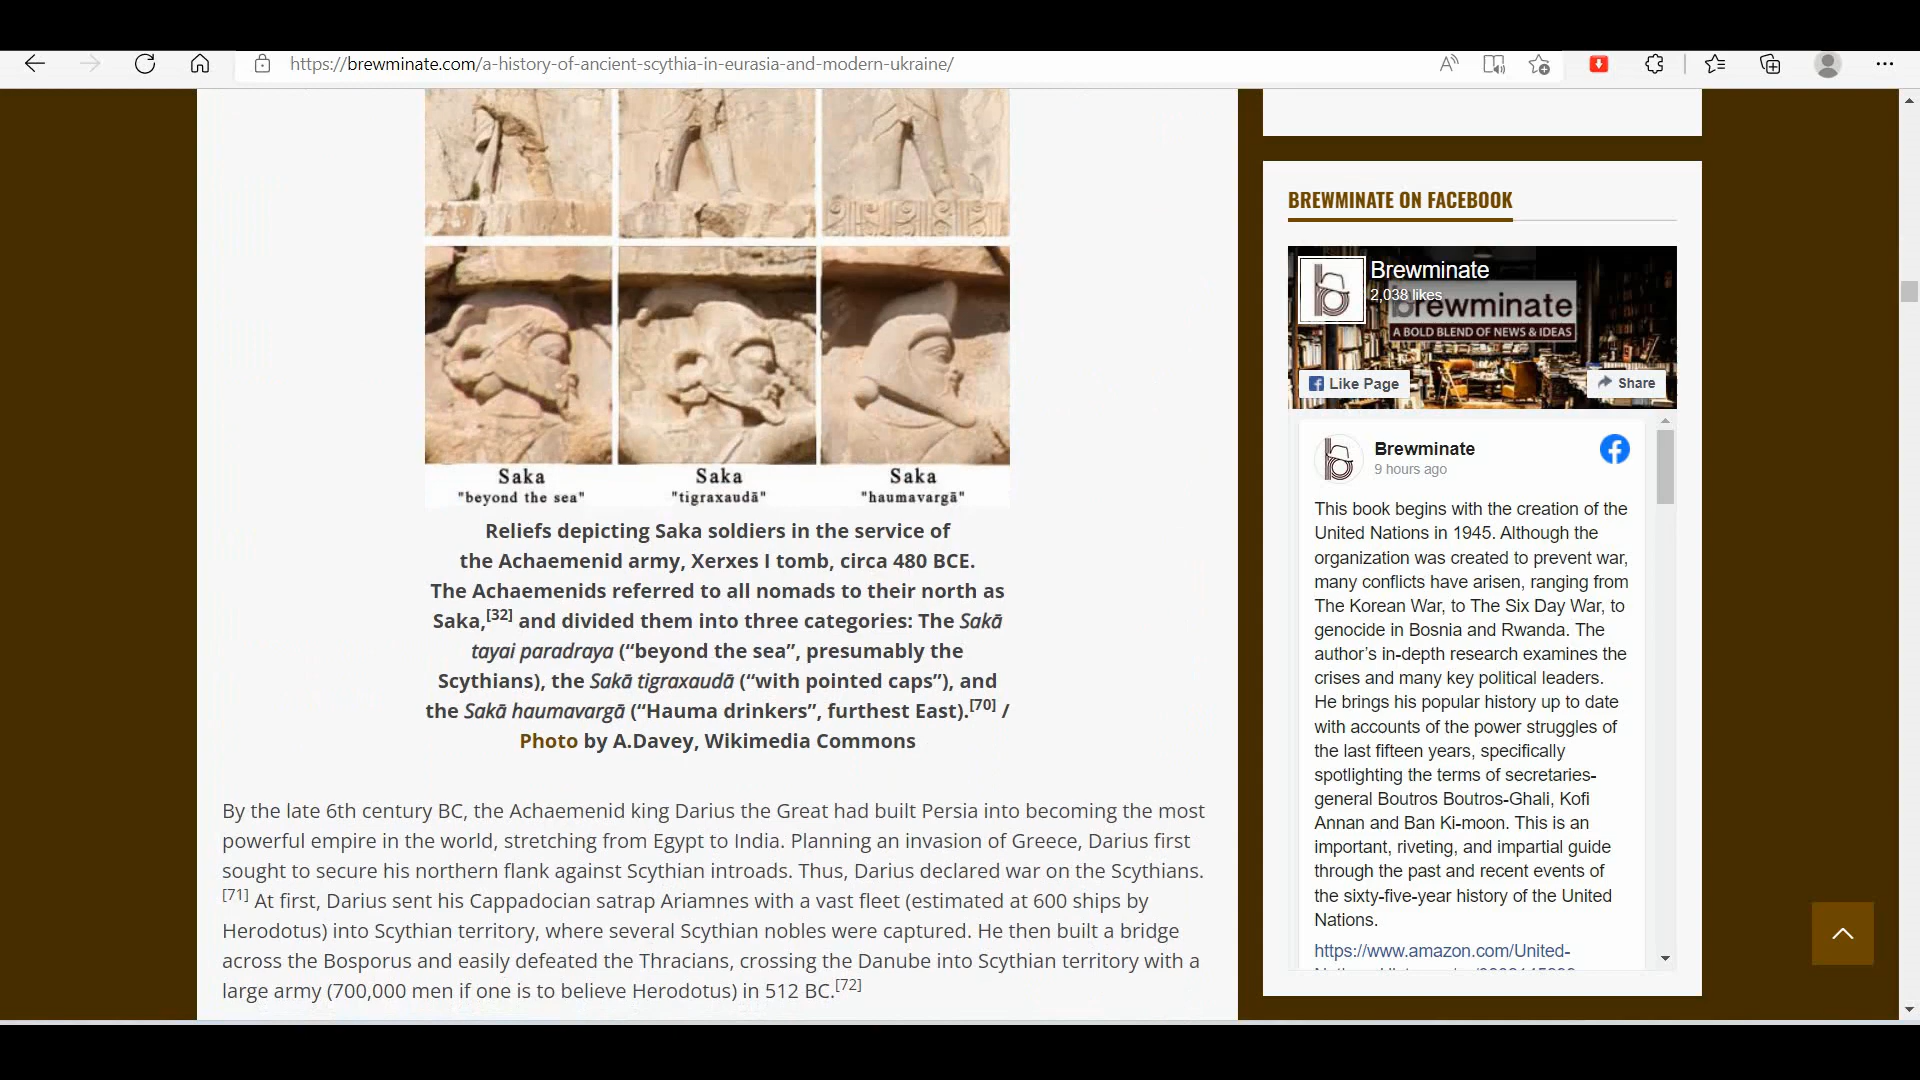 https://brewminate.com/a-history-of-ancient-scythia-in-eurasia-and-modern-ukraine/
Saka
"beyond the sea"
Saka
"tigraxaudā"
Saka
"haumavargā"
Reliefs depicting Saka soldiers in the service of
the Achaemenid army, Xerxes I tomb, circa 480 BCE.
The Achaemenids referred to all nomads to their north as
Saka,[32] and divided them into three categories: The Sakā
tayai paradraya (“beyond the sea”, presumably the
Scythians), the Sakā tigraxaudā (“with pointed caps”), and
the Sakā haumavargā (“Hauma drinkers”, furthest East).[70] /
Photo by A.Davey, Wikimedia Commons
By the late 6th century BC, the Achaemenid king Darius the Great had built Persia into becoming the most
powerful empire in the world, stretching from Egypt to India. Planning an invasion of Greece, Darius first
sought to secure his northern flank against Scythian introads. Thus, Darius declared war on the Scythians.
[71] At first, Darius sent his Cappadocian satrap Ariamnes with a vast fleet (estimated at 600 ships by
Herodotus) into Scythian territory, where several Scythian nobles were captured. He then built a bridge
across the Bosporus and easily defeated the Thracians, crossing the Danube into Scythian territory with a
large army (700,000 men if one is to believe Herodotus) in 512 BC.[72]
BREWMINATE ON FACEBOOK
Brewminate
2,038 likes
brewminate
A BOLD BLEND OF NEWS & IDEAS
Like Page
Share
Brewminate
9 hours ago
This book begins with the creation of the
United Nations in 1945. Although the
organization was created to prevent war,
many conflicts have arisen, ranging from
The Korean War, to The Six Day War, to
genocide in Bosnia and Rwanda. The
author’s in-depth research examines the
crises and many key political leaders.
He brings his popular history up to date
with accounts of the power struggles of
the last fifteen years, specifically
spotlighting the terms of secretaries-
general Boutros Boutros-Ghali, Kofi
Annan and Ban Ki-moon. This is an
important, riveting, and impartial guide
through the past and recent events of
the sixty-five-year history of the United
Nations.
https://www.amazon.com/United-